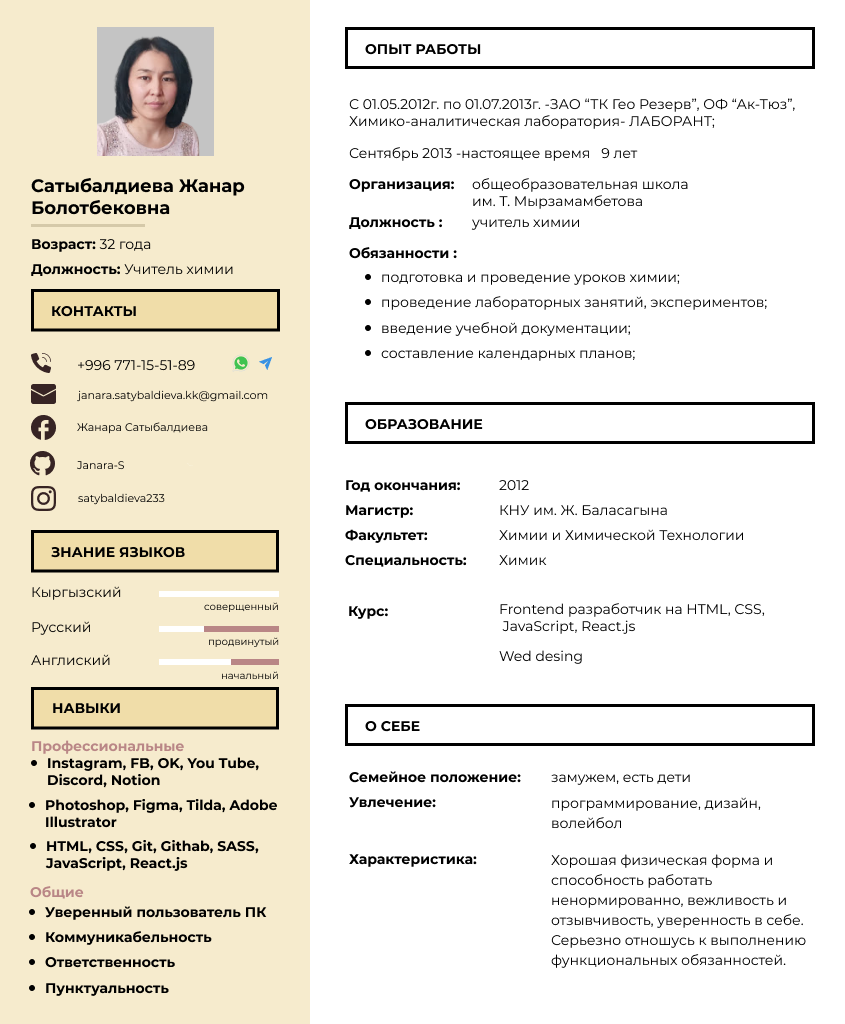 Сатыбалдиева Жанар
Болотбековна
Возраст: 32 года
Должность: Учитель химии
КОНТАКТЫ
+996 771-15-51-89
janara.satybaldieva.kk@gmail.com
Жанара Сатыбалдиева
Janara-S
satybaldieva233
ЗНАНИЕ ЯЗЫКОВ
Кыргызский
соверщенный
Русский
продвинутый
Англиский
начальный
НАВЫКИ
Профессиональные
Instagram, FB, OK, You Tube,
Discord, Notion
Photoshop, Figma, Tilda, Adobe
Illustrator
HTML, CSS, Git, Githab, SASS,
JavaScript, React.js
Общие
Уверенный пользователь ПК
Коммуникабельность
Ответственность
Пунктуальность
ОПЫТ РАБОТЫ
С 01.05.2012г. по 01.07.2013г. -ЗАО “ТК Гео Резерв”, ОФ “Ак-Тюз”,
Химико-аналитическая лаборатория- ЛАБОРАНТ;
Сентябрь 2013 -настоящее время 9 лет
Организация: общеобразовательная школа
им. Т. Мырзамамбетова
Должность : учитель химии
Обязанности :
подготовка и проведение уроков химии;
проведение лабораторных занятий, экспериментов;
введение учебной документации;
составление календарных планов;
ОБРАЗОВАНИЕ
Год окончания: 2012
Магистр: КНУ им. Ж. Баласагына
Факультет: Химии и Химической Технологии
Специальность: Химик
Курс: Frontend разработчик на HTML, CSS,
JavaScript, React.js
Wed desing
О СЕБЕ
Семейное положение: замужем, есть дети
Увлечение: программирование, дизайн,
волейбол
Характеристика: Хорошая физическая форма и
способность работать
ненормированно, вежливость и
отзывчивость, уверенность в себе.
Серьезно отношусь к выполнению
функциональных обязанностей.